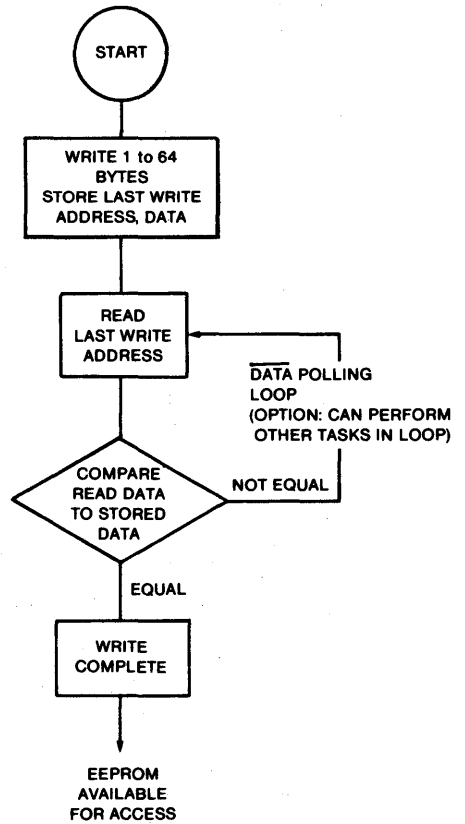 START
WRITE 1 to 64
BYTES
STORE LAST WRITE
ADDRESS, DATA
READ
LAST WRITE
ADDRESS
DATA POLLING
LOOP
(OPTION: CAN PERFORM
OTHER TASKS IN LOOP)
COMPARE
READ DATA
TO STORED
DATA
NOT EQUAL
EQUAL
WRITE
COMPLETE
EEPROM
AVAILABLE
FOR ACCESS